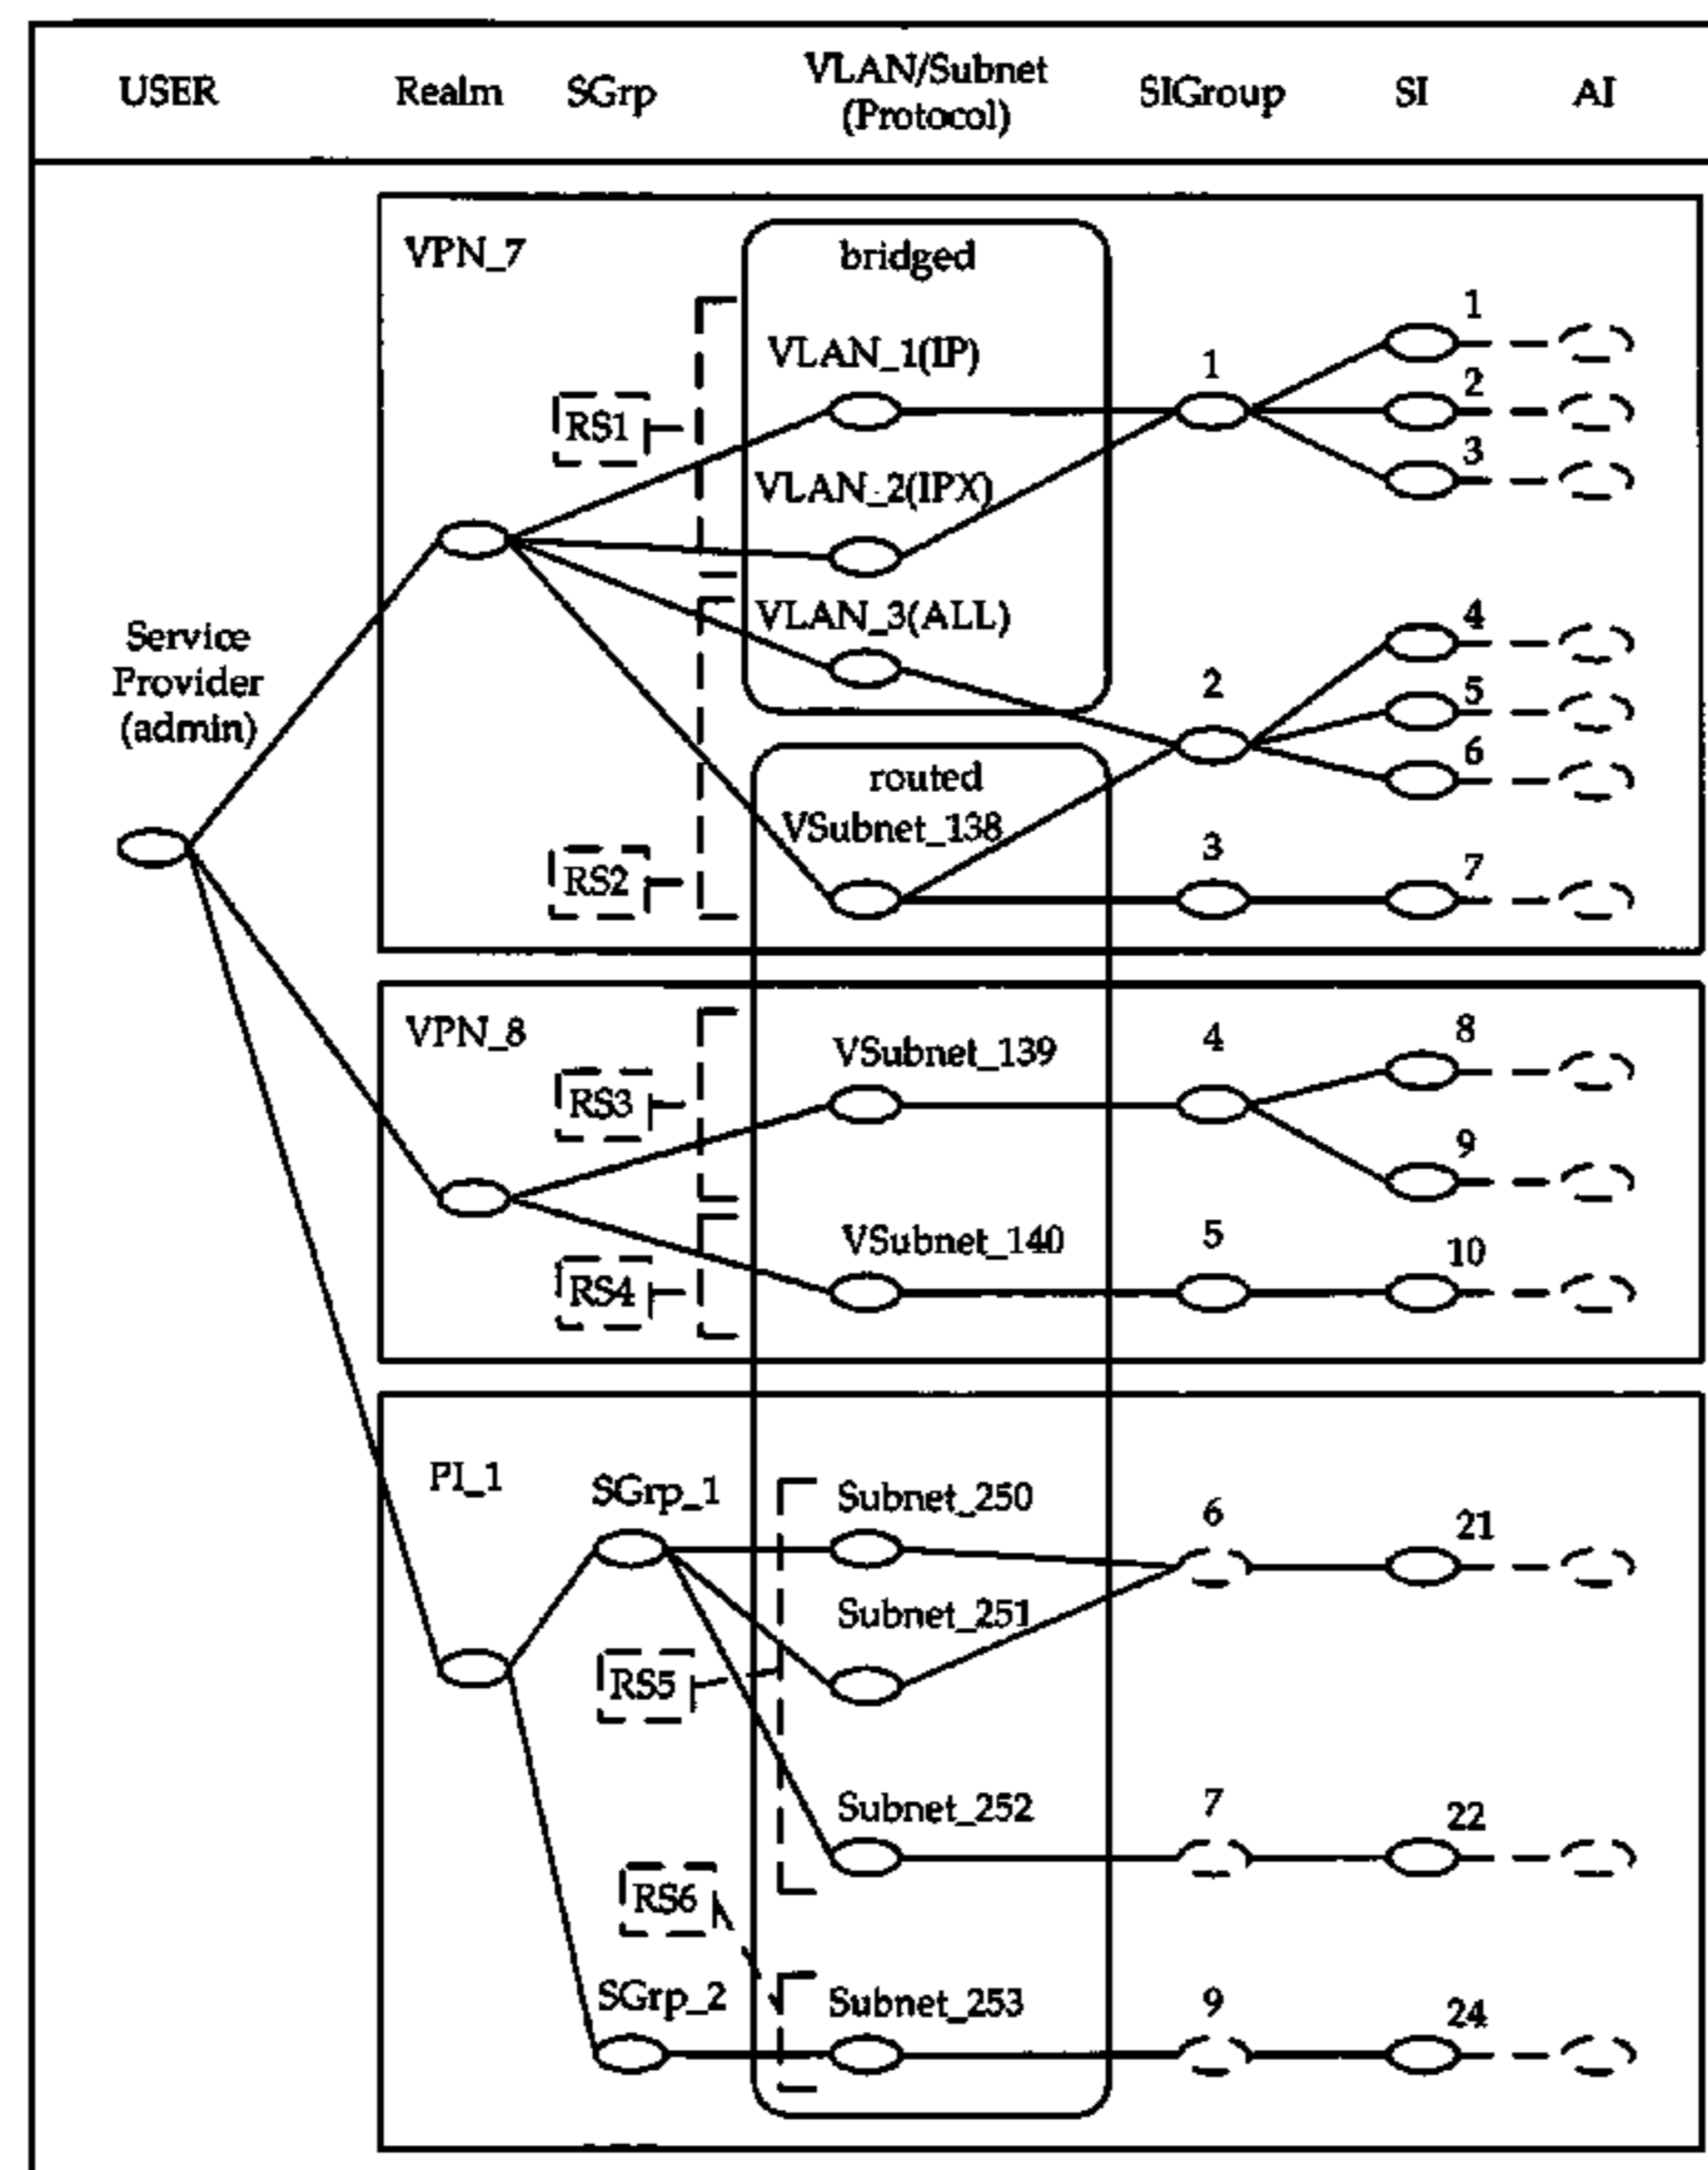 USER Realm SGrp VLAN/Subnet (Protocol) SIGroup SI AI
VPN_7
bridged
1
VLAN_1(IP)
1
2
RS1
3
VLAN_2(IPX)
VLAN_3(ALL)
4
Service
Provider
(admin)
2
5
6
routed
VSubnet_138
3
7
RS2
VPN_8
VSubnet_139
4
8
RS3
9
VSubnet_140
5
10
RS4
PI_1
SGrp_1
Subnet_250
6
21
Subnet_251
RS5
Subnet_252
7
22
RS6
SGrp_2
Subnet_253
9
24